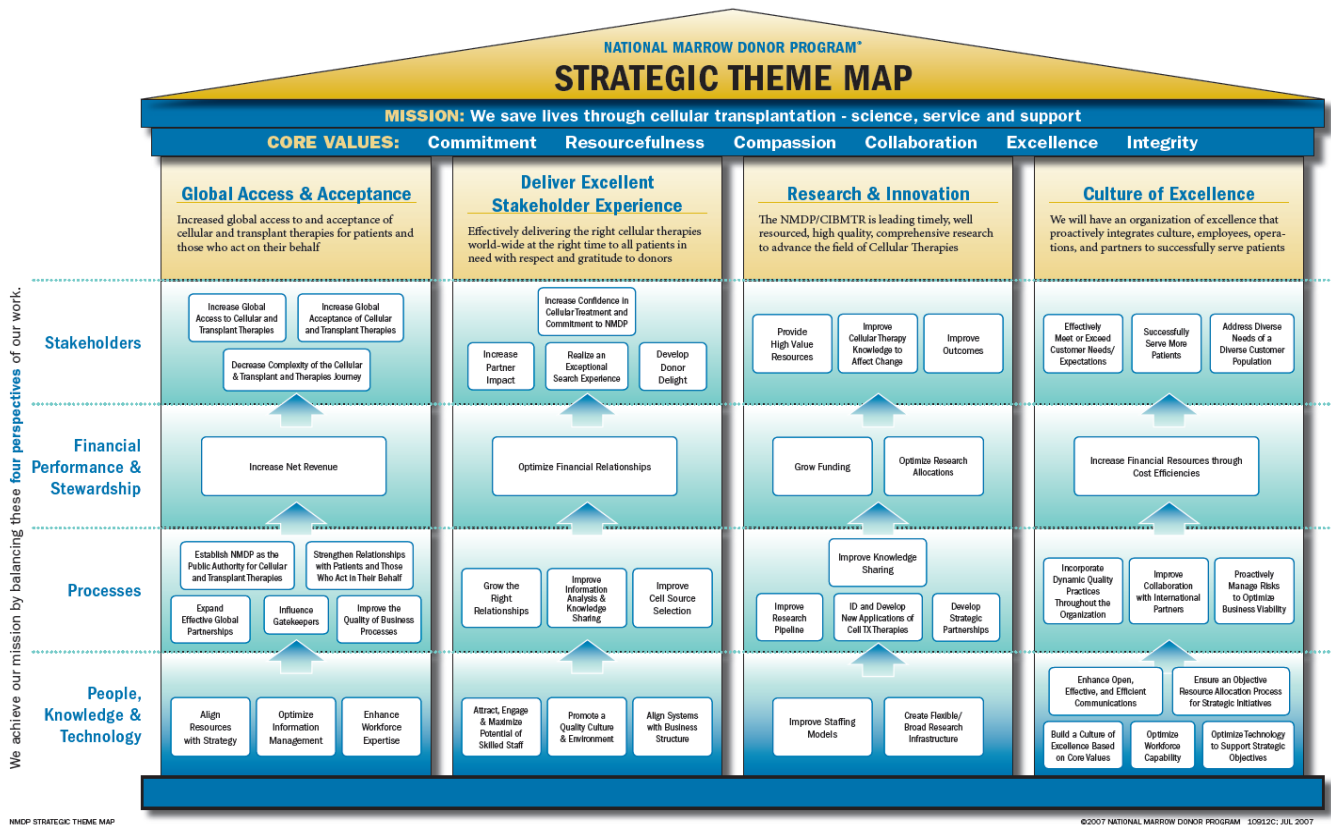 NATIONAL MARROW DONOR PROGRAM®
STRATEGIC THEME MAP
MISSION: We save lives through cellular transplantation - science, service and support
CORE VALUES: Commitment Resourcefulness Compassion Collaboration Excellence Integrity
We achieve our mission by balancing these four perspectives of our work.
Global Access & Acceptance
Increased global access to and acceptance of
cellular and transplant therapies for patients and
those who act on their behalf
Deliver Excellent
Stakeholder Experience
Effectively delivering the right cellular therapies
world-wide at the right time to all patients in
need with respect and gratitude to donors
Research & Innovation
The NMDP/CIBMTR is leading timely, well
resourced, high quality, comprehensive research
to advance the field of Cellular Therapies
Culture of Excellence
We will have an organization of excellence that
proactively integrates culture, employees, opera-
tions, and partners to successfully serve patients
Stakeholders
Increase Global
Access to Cellular and
Transplant Therapies
Increase Global
Acceptance of Cellular
and Transplant Therapies
Decrease Complexity of the Cellular
& Transplant and Therapies Journey
Increase Confidence in
Cellular Treatment and
Commitment to NMDP
Increase
Partner
Impact
Realize an
Exceptional
Search Experience
Develop
Donor
Delight
Provide
High Value
Resources
Improve
Cellular Therapy
Knowledge to
Affect Change
Improve
Outcomes
Effectively
Meet or Exceed
Customer Needs/
Expectations
Successfully
Serve More
Patients
Address Diverse
Needs of a
Diverse Customer
Population
Financial
Performance &
Stewardship
Increase Net Revenue
Optimize Financial Relationships
Grow Funding
Optimize Research
Allocations
Increase Financial Resources through
Cost Efficiencies
Processes
Establish NMDP as the
Public Authority for Cellular
and Transplant Therapies
Strengthen Relationships
with Patients and Those
Who Act in Their Behalf
Expand
Effective Global
Partnerships
Influence
Gatekeepers
Improve the
Quality of Business
Processes
Grow the
Right
Relationships
Improve
Information
Analysis &
Knowledge
Sharing
Improve
Cell Source
Selection
Improve Knowledge
Sharing
Improve
Research
Pipeline
ID and Develop
New Applications of
Cell TX Therapies
Develop
Strategic
Partnerships
Incorporate
Dynamic Quality
Practices
Throughout the
Organization
Improve
Collaboration
with International
Partners
Proactively
Manage Risks
to Optimize
Business Viability
People,
Knowledge &
Technology
Align
Resources
with Strategy
Optimize
Information
Management
Enhance
Workforce
Expertise
Attract, Engage
& Maximize
Potential of
Skilled Staff
Promote a
Quality Culture
& Environment
Align Systems
with Business
Structure
Improve Staffing
Models
Create Flexible/
Broad Research
Infrastructure
Enhance Open,
Effective, and Efficient
Communications
Ensure an Objective
Resource Allocation Process
for Strategic Initiatives
Build a Culture of
Excellence Based
on Core Values
Optimize
Workforce
Capability
Optimize Technology
to Support Strategic
Objectives
NMDP STRATEGIC THEME MAP
©2007 NATIONAL MARROW DONOR PROGRAM 10912C; JUL 2007